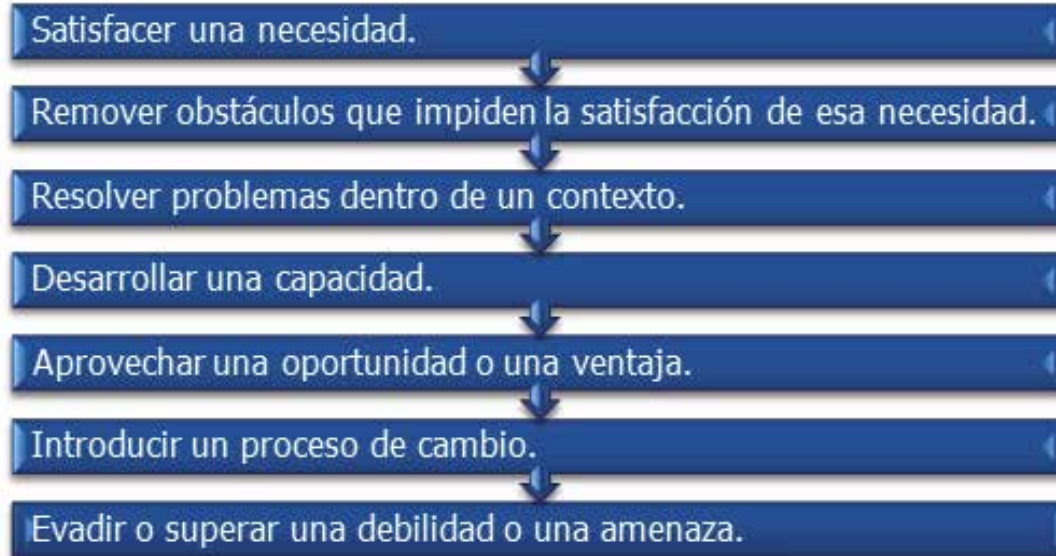 Satisfacer una necesidad.
Remover obstáculos que impiden la satisfacción de esa necesidad.
Resolver problemas dentro de un contexto.
Desarrollar una capacidad.
Aprovechar una oportunidad o una ventaja.
Introducir un proceso de cambio.
Evadir o superar una debilidad o una amenaza.